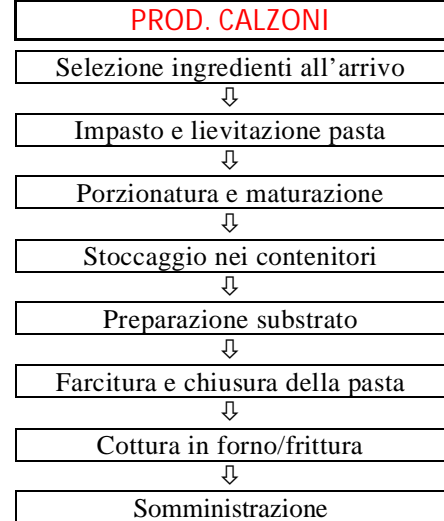 PROD. CALZONI
Selezione ingredienti all’arrivo
⇩
Impasto e lievitazione pasta
⇩
Porzionatura e maturazione
⇩
Stoccaggio nei contenitori
⇩
Preparazione substrato
⇩
Farcitura e chiusura della pasta
⇩
Cottura in forno/frittura
⇩
Somministrazione